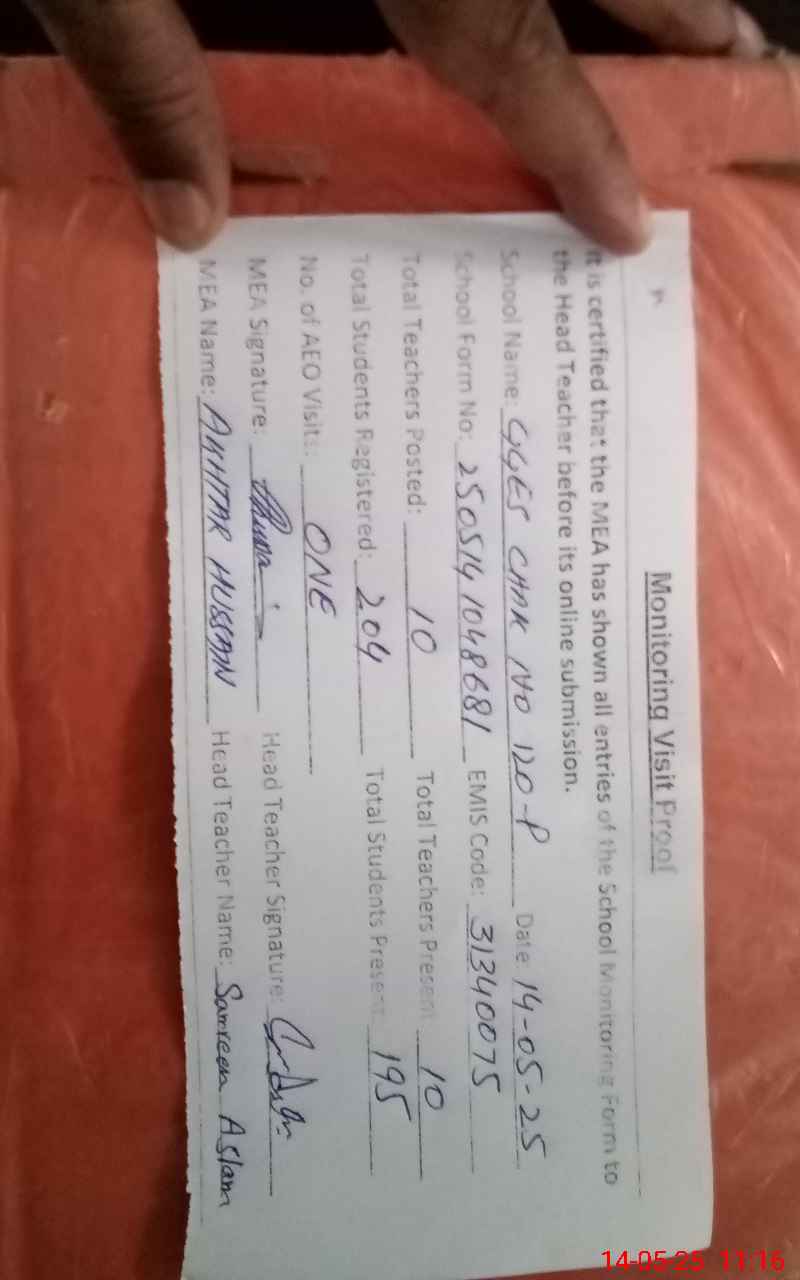 Monitoring Visit Proof
It is certified that the MEA has shown all entries of the School Monitoring Form to
the Head Teacher before its online submission.
School Name: GGES CHAK NO 120-P Date: 14-05-25
School Form No: 2505141048681 EMIS Code: 31340075
Total Teachers Posted: 10 Total Teachers Present 10
Total Students Registered: 204 Total Students Present: 195
No. of AEO Visits: ONE
MEA Signature: Head Teacher Signature:
MEA Name: AKHTAR HUSSAIN Head Teacher Name: Samreen Aslam
14-05-25 11:16